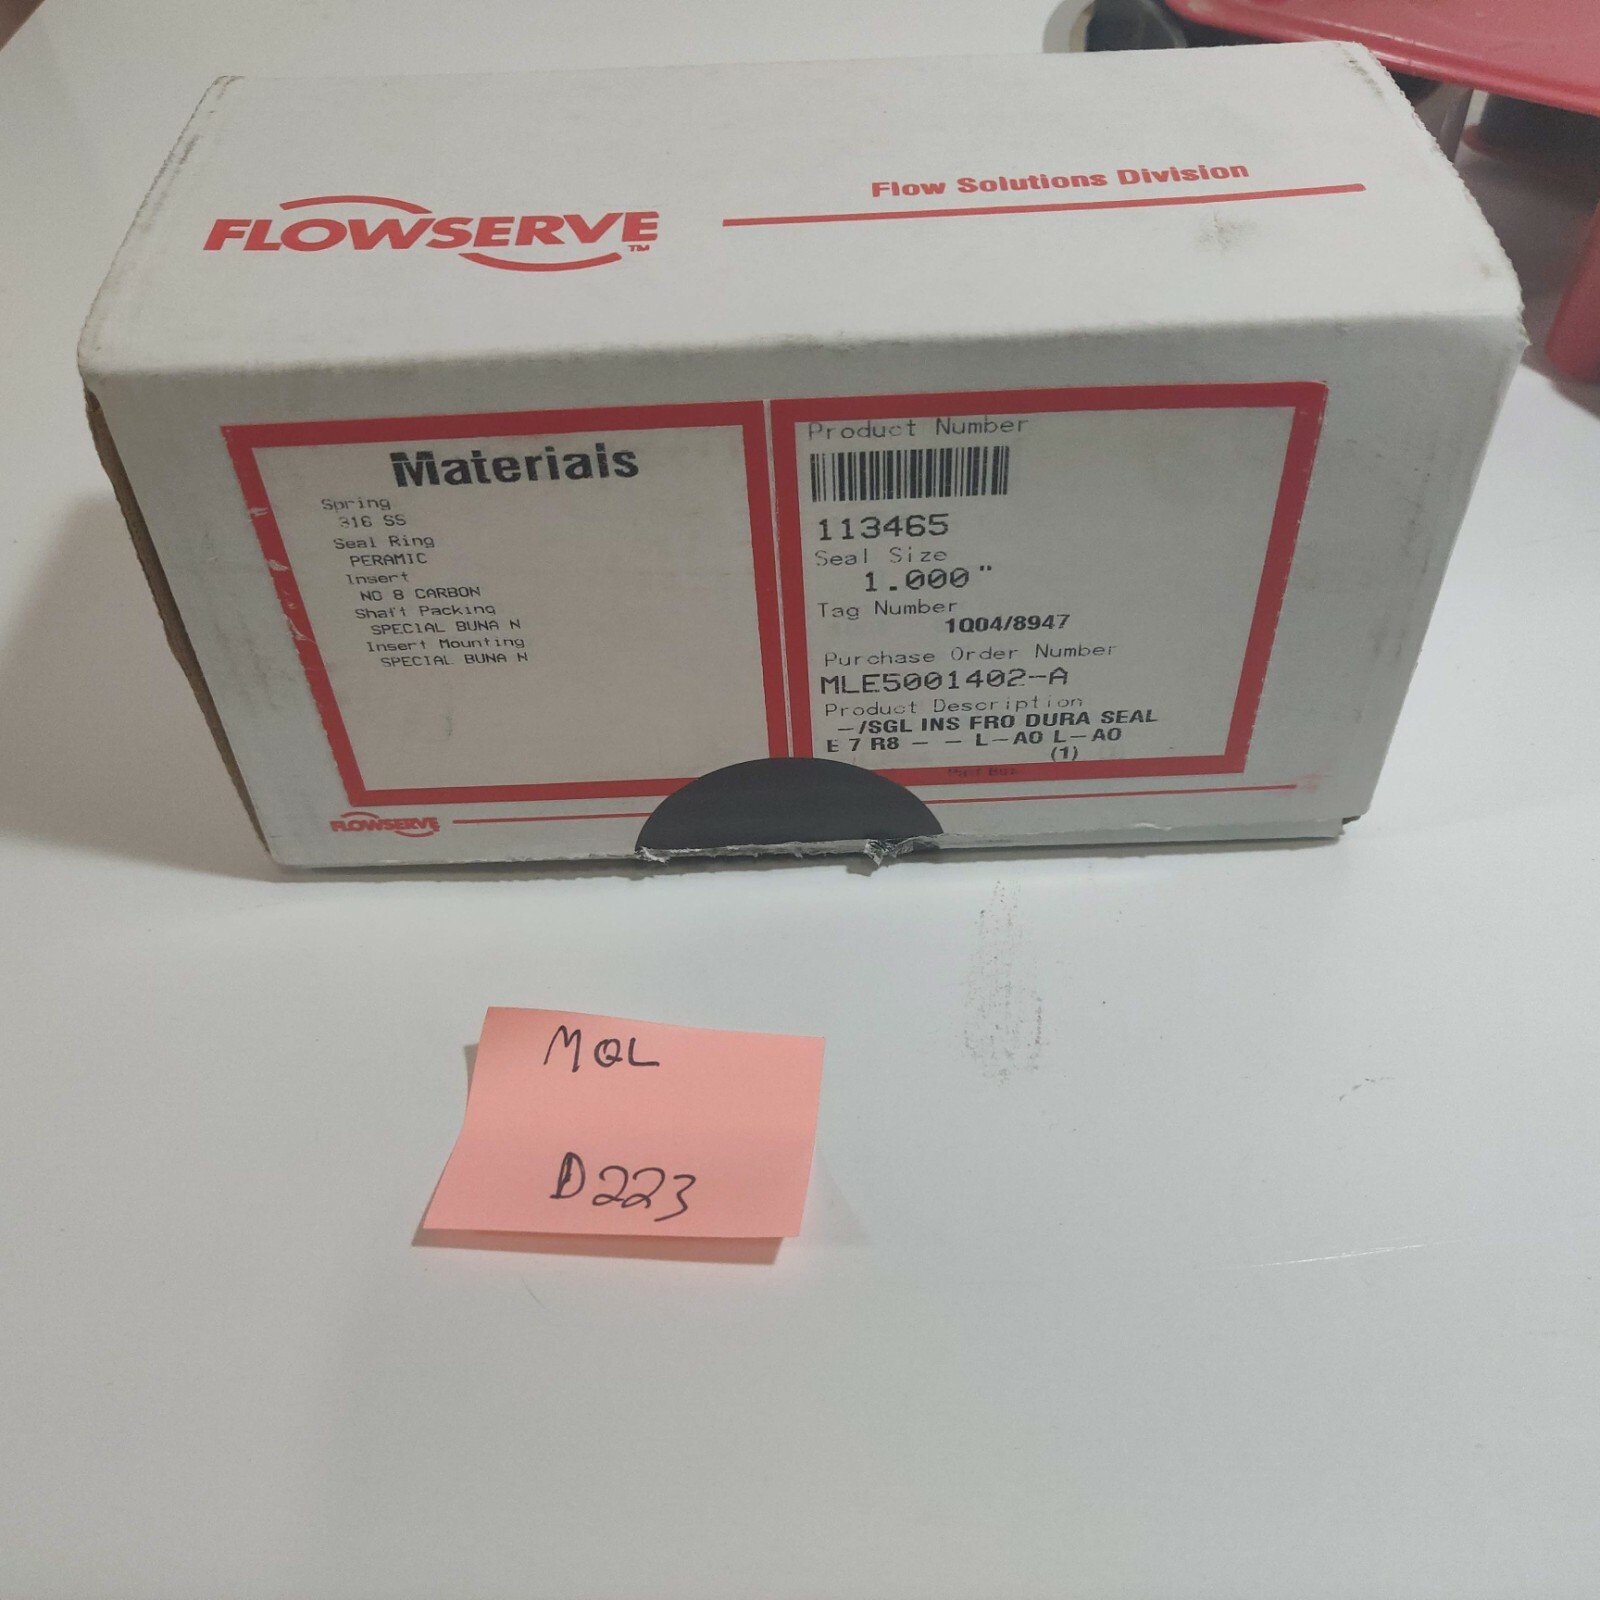 Flow Solutions Division
FLOWSERVE
TM
Materials
Spring
316 SS
Seal Ring
PERAMIC
Insert
NO 8 CARBON
Shaft Packing
SPECIAL BUNA N
Insert Mounting
SPECIAL BUNA N
Product Number
113465
Seal Size
1.000"
Tag Number
1Q04/8947
Purchase Order Number
MLE5001402-A
Product Description
-/SGL INS FRO DURA SEAL
E 7 R8 - - L-AO L-AO
(1)
FLOWSERVE
MQL
D223